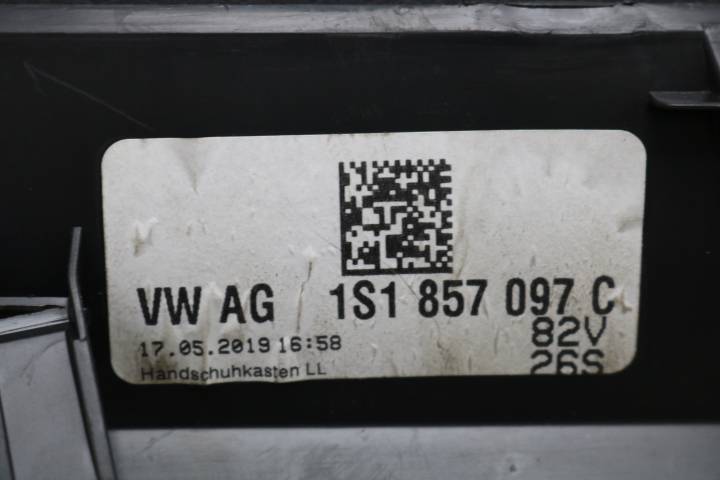 VW AG 1S1 857 097 C
82V
17.05.2019 16:58
26S
Handschuhkasten LL